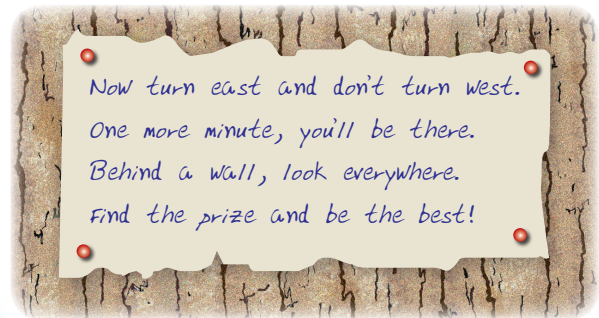 Now turn east and don't turn west.
One more minute, you'll be there.
Behind a wall, look everywhere.
Find the prize and be the best!